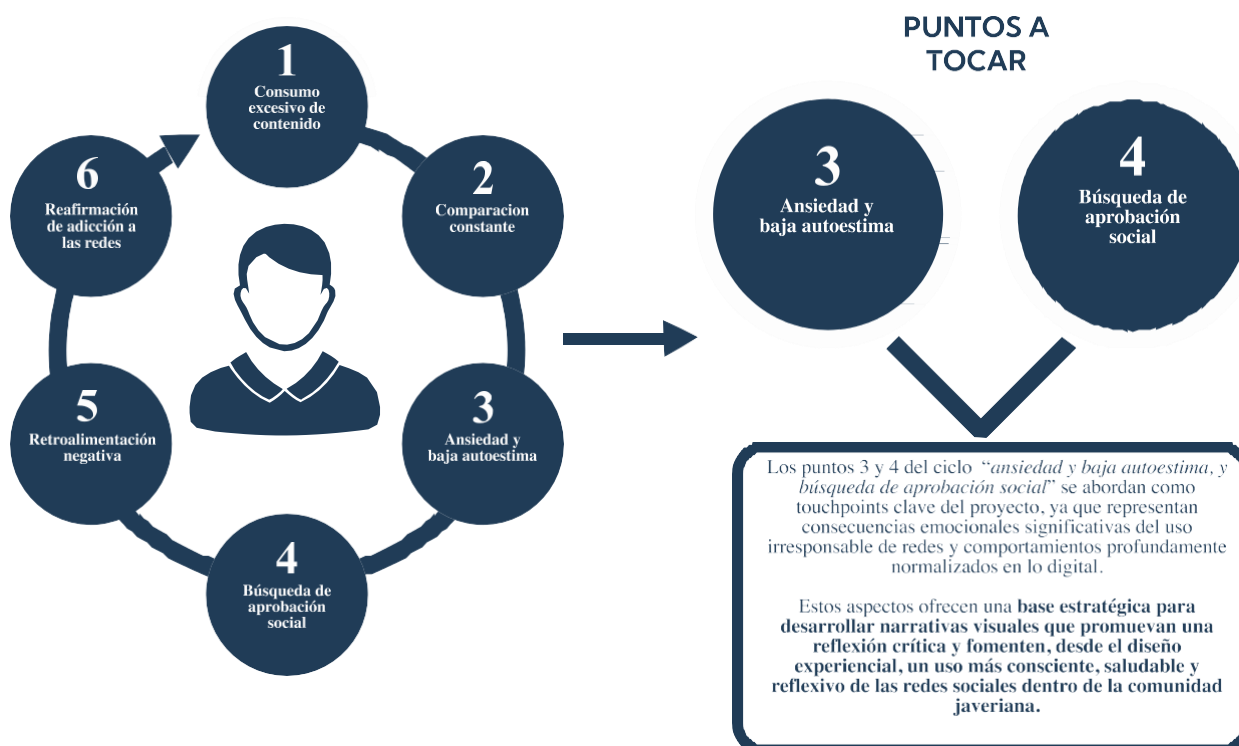 1
Consumo
excesivo de
contenido
2
Comparacion
constante
3
Ansiedad y
baja autoestima
4
Búsqueda de
aprobación
social
5
Retroalimentación
negativa
6
Reafirmación
de adicción a
las redes
PUNTOS A
TOCAR
3
Ansiedad y
baja autoestima
4
Búsqueda de
aprobación
social
Los puntos 3 y 4 del ciclo “ansiedad y baja autoestima, y
búsqueda de aprobación social” se abordan como
touchpoints clave del proyecto, ya que representan
consecuencias emocionales significativas del uso
irresponsable de redes y comportamientos profundamente
normalizados en lo digital.
Estos aspectos ofrecen una base estratégica para
desarrollar narrativas visuales que promuevan una
reflexión crítica y fomenten, desde el diseño
experiencial, un uso más consciente, saludable y
reflexivo de las redes sociales dentro de la comunidad
javeriana.